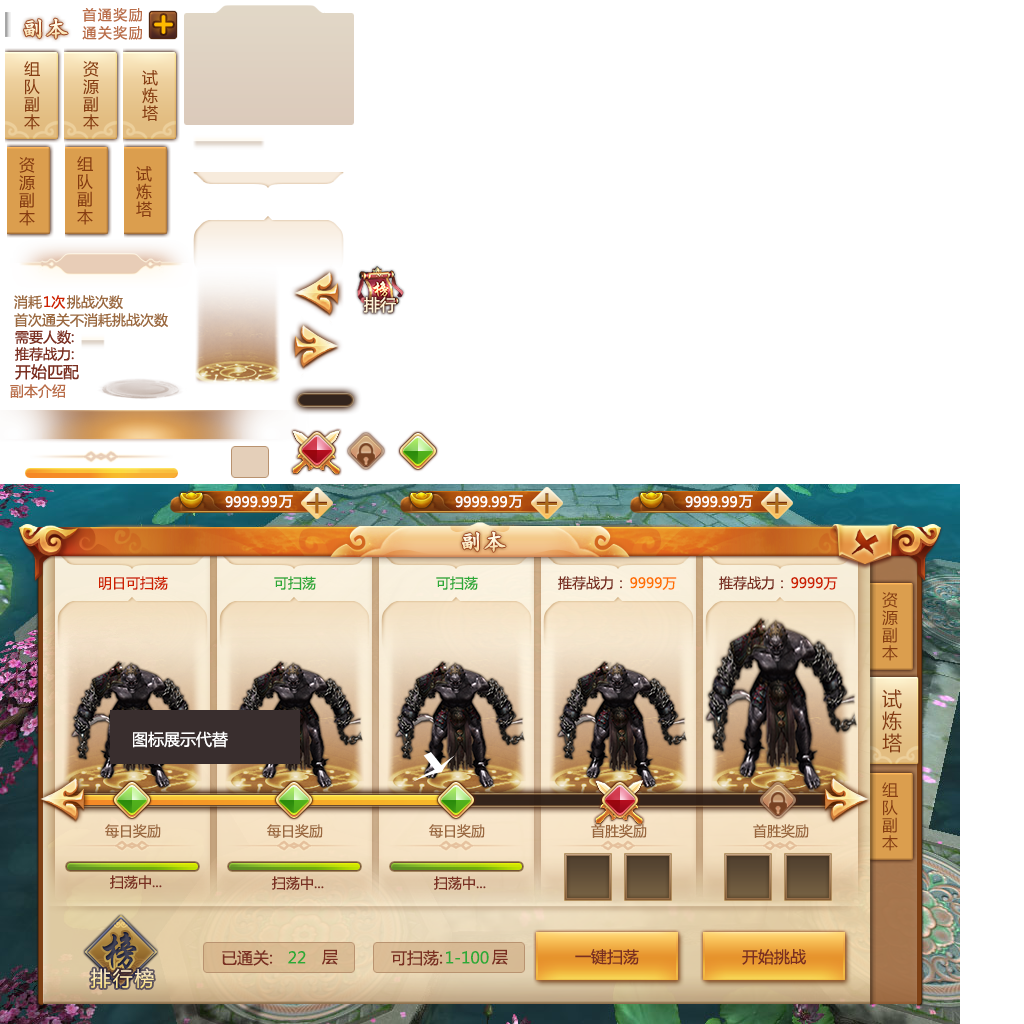 副本
首通奖励
通关奖励
组队副本
资源副本
试炼塔
资源副本
组队副本
试炼塔
消耗1次挑战次数
首次通关不消耗挑战次数
需要人数:
推荐战力:
开始匹配
副本介绍
榜
排行
9999.99万
9999.99万
9999.99万
副本
明日可扫荡
可扫荡
可扫荡
推荐战力：9999万
推荐战力：9999万
资源副本
试炼塔
组队副本
图标展示代替
每日奖励
每日奖励
每日奖励
首胜奖励
首胜奖励
扫荡中...
扫荡中...
扫荡中...
榜
排行榜
已通关: 22 层
可扫荡:1-100层
一键扫荡
开始挑战